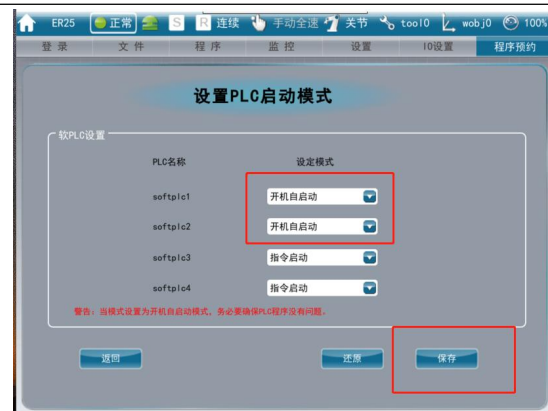 ER25 正常 S R 连续 手动全速 关节 tool0 wobj0 100%
登录 文件 程序 监控 设置 IO设置 程序预约
设置PLC启动模式
软PLC设置
PLC名称 设定模式
softplc1 开机自启动
softplc2 开机自启动
softplc3 指令启动
softplc4 指令启动
警告：当模式设置为开机自启动模式，务必要确保PLC程序没有问题。
返回 还原 保存